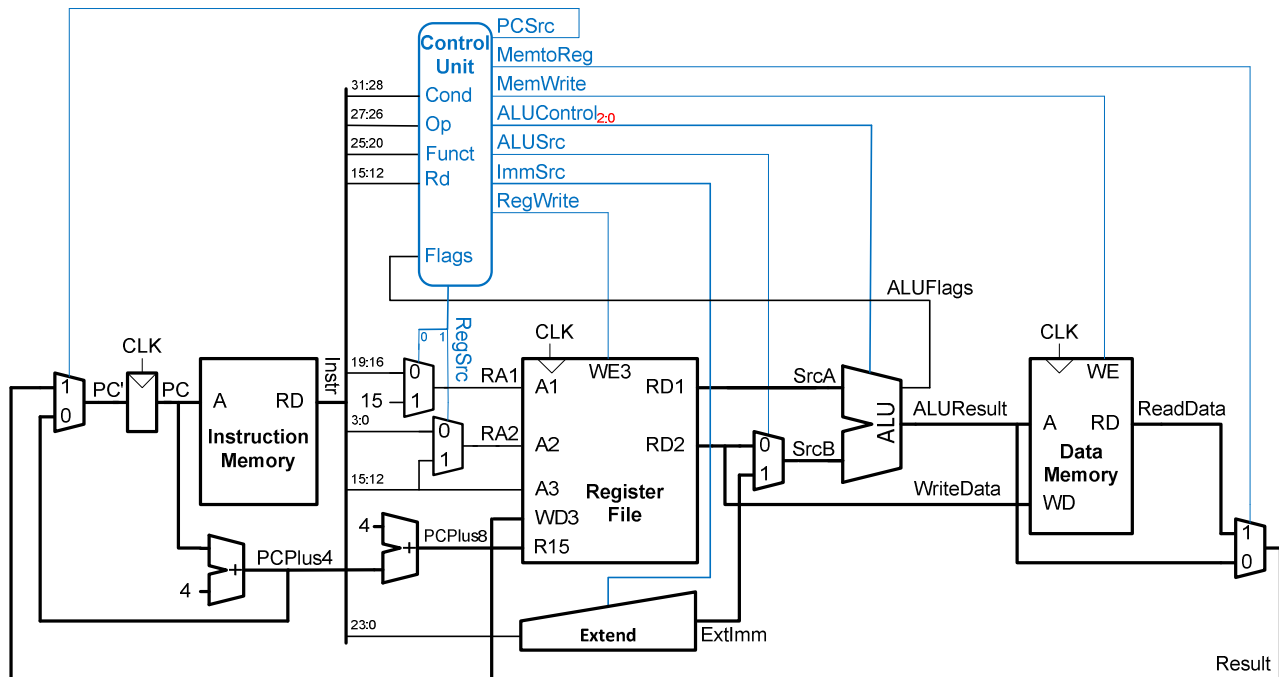 PCSrc
Control
Unit
MemtoReg
MemWrite
31:28
Cond
ALUControl2:0
27:26
Op
ALUSrc
25:20
Funct
ImmSrc
15:12
Rd
RegWrite
Flags
ALUFlags
RegSrc
0 1
CLK
CLK
CLK
Instr
19:16
0
1
15
RA1
A1
WE3
RD1
SrcA
WE
1
0
PC'
PC
A
RD
Instruction
Memory
3:0
0
1
RA2
A2
RD2
0
1
SrcB
ALU
ALUResult
A
RD
ReadData
Data
Memory
15:12
A3
Register
File
WriteData
WD
WD3
4
+
PCPlus8
R15
1
0
4
+
PCPlus4
23:0
Extend
ExtImm
Result